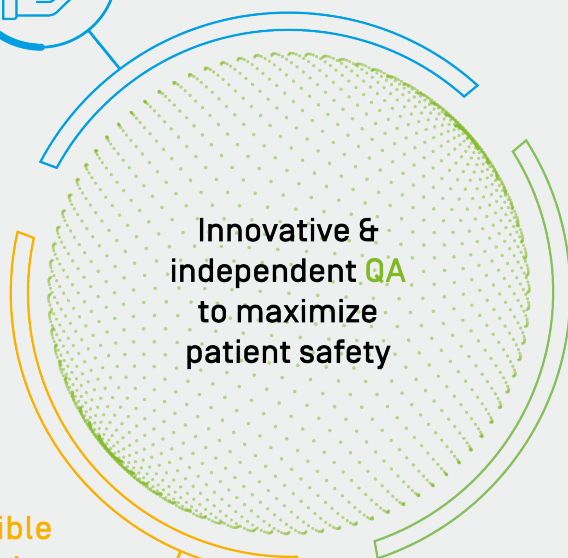 Innovative &
independent QA
to maximize
patient safety
ible